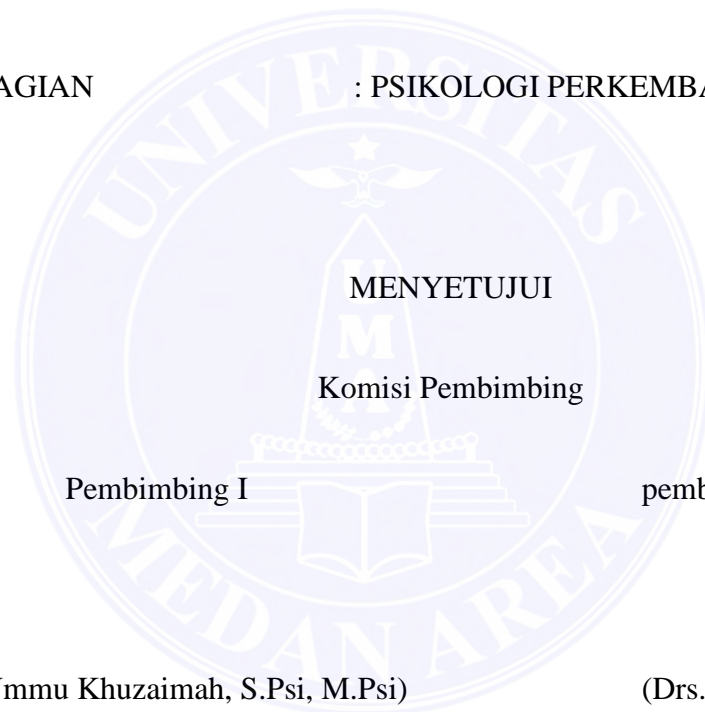 AGIAN : PSIKOLOGI PERKEMBA
UNIVERSITAS
MENYETUJUI
U
M
A
Komisi Pembimbing
Pembimbing I pemb
MEDAN AREA
mmu Khuzaimah, S.Psi, M.Psi) (Drs.